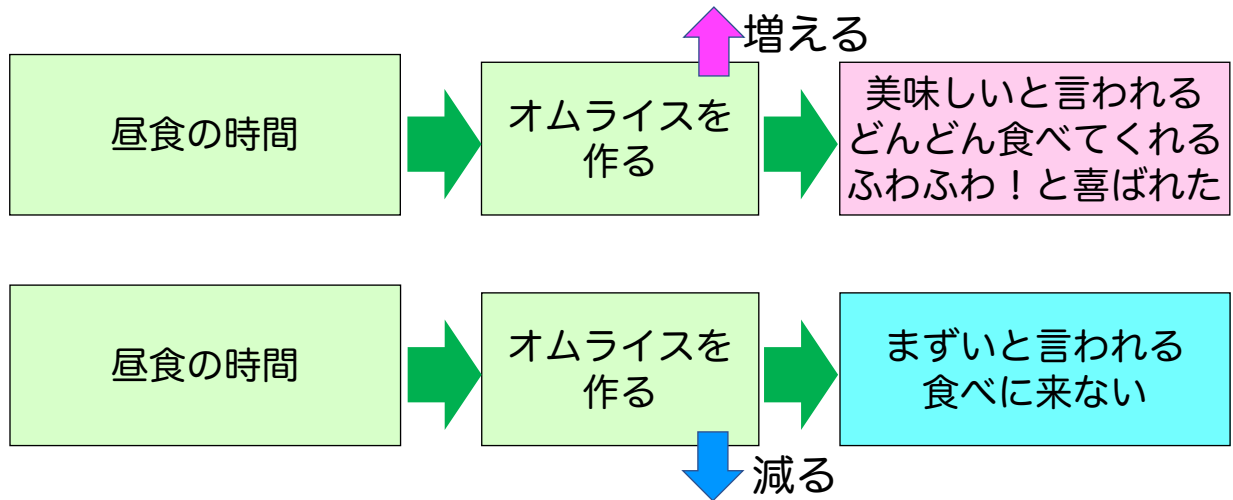 増える
昼食の時間
オムライスを
作る
美味しいと言われる
どんどん食べてくれる
ふわふわ！と喜ばれた
昼食の時間
オムライスを
作る
まずいと言われる
食べに来ない
減る